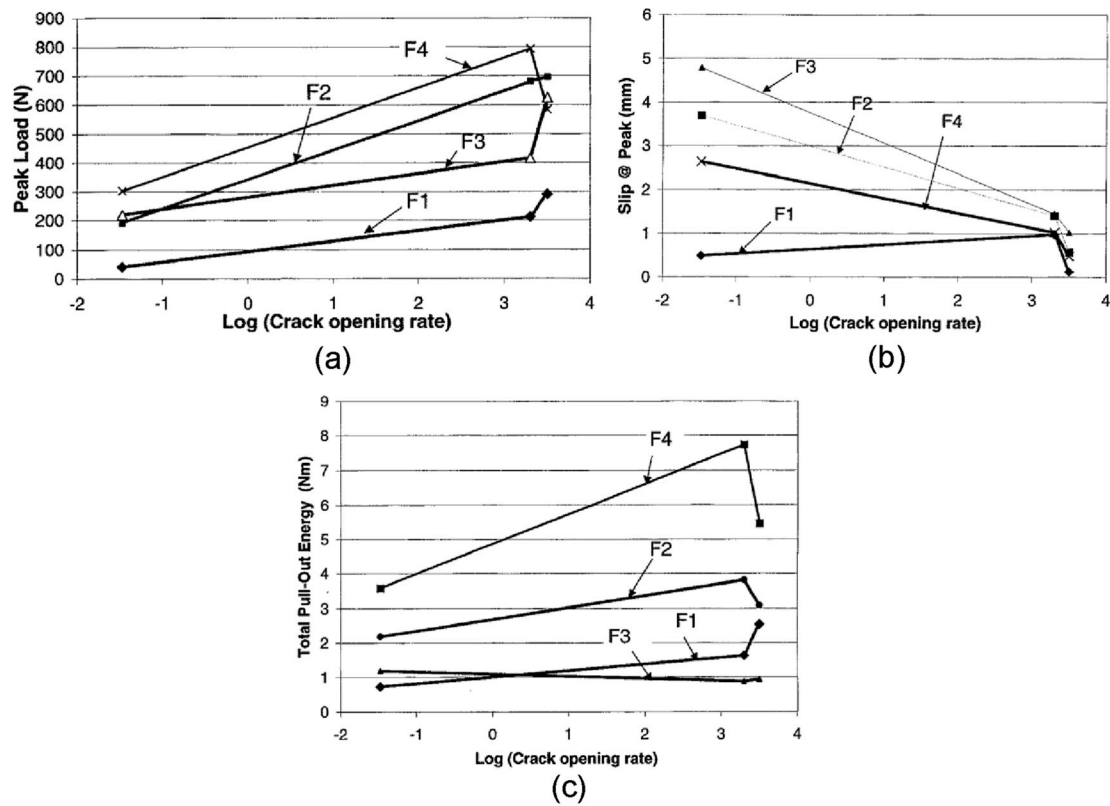 900
800
700
600
500
400
300
200
100
0
Peak Load (N)
F4
F2
F3
F1
-2 -1 0 1 2 3 4
Log (Crack opening rate)
(a)
6
5
4
3
2
1
0
Slip @ Peak (mm)
F3
F2
F4
F1
-2 -1 0 1 2 3 4
Log (Crack opening rate)
(b)
9
8
7
6
5
4
3
2
1
0
Total Pull-Out Energy (Nm)
F4
F2
F1
F3
-2 -1 0 1 2 3 4
Log (Crack opening rate)
(c)